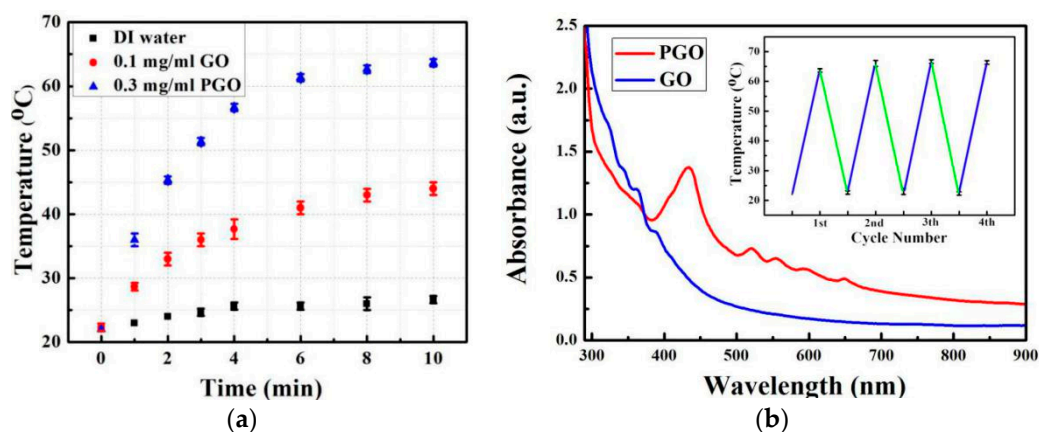 DI water
0.1 mg/ml GO
0.3 mg/ml PGO
Temperature (⁰C)
70
60
50
40
30
20
0 2 4 6 8 10
Time (min)
(a)
PGO
GO
Absorbance (a.u.)
2.5
2.0
1.5
1.0
0.5
0.0
300 400 500 600 700 800 900
Wavelength (nm)
Temperature (°C)
70
60
50
40
30
20
1st 2nd 3th 4th
Cycle Number
(b)